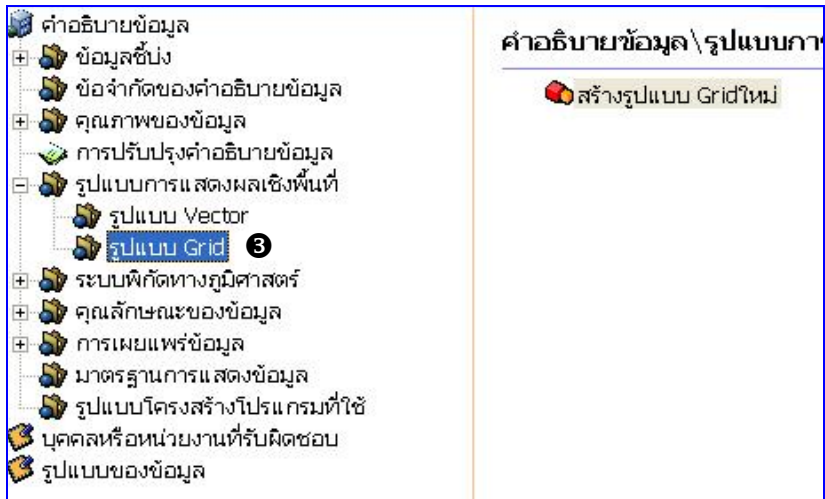 คำอธิบายข้อมูล
ข้อมูลชี้บ่ง
ข้อจำกัดของคำอธิบายข้อมูล
คุณภาพของข้อมูล
การปรับปรุงคำอธิบายข้อมูล
รูปแบบการแสดงผลเชิงพื้นที่
รูปแบบ Vector
รูปแบบ Grid ❸
ระบบพิกัดทางภูมิศาสตร์
คุณลักษณะของข้อมูล
การเผยแพร่ข้อมูล
มาตรฐานการแสดงข้อมูล
รูปแบบโครงสร้างโปรแกรมที่ใช้
บุคคลหรือหน่วยงานที่รับผิดชอบ
รูปแบบของข้อมูล
คำอธิบายข้อมูล\รูปแบบกา
สร้างรูปแบบ Gridใหม่